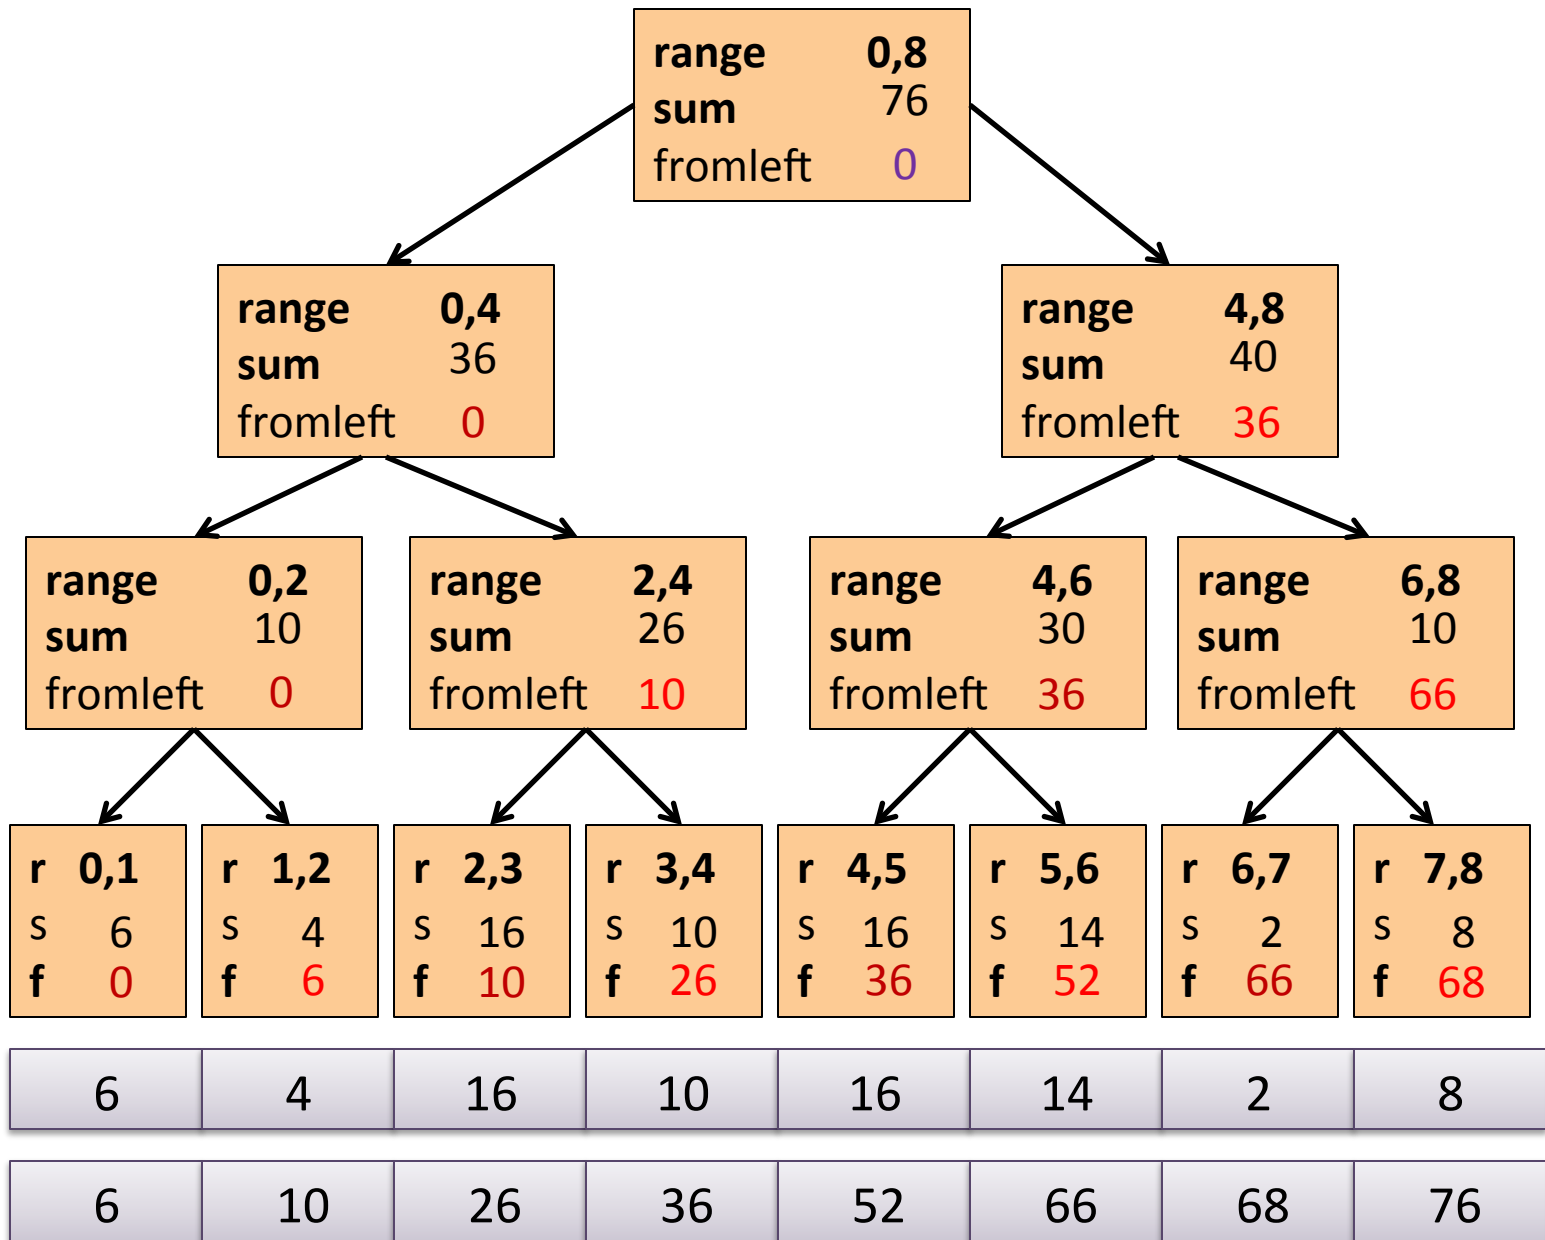 range 0,8
sum 76
fromleft 0
range 0,4
sum 36
fromleft 0
range 4,8
sum 40
fromleft 36
range 0,2
sum 10
fromleft 0
range 2,4
sum 26
fromleft 10
range 4,6
sum 30
fromleft 36
range 6,8
sum 10
fromleft 66
r 0,1
s 6
f 0
r 1,2
s 4
f 6
r 2,3
s 16
f 10
r 3,4
s 10
f 26
r 4,5
s 16
f 36
r 5,6
s 14
f 52
r 6,7
s 2
f 66
r 7,8
s 8
f 68
6 4 16 10 16 14 2 8
6 10 26 36 52 66 68 76